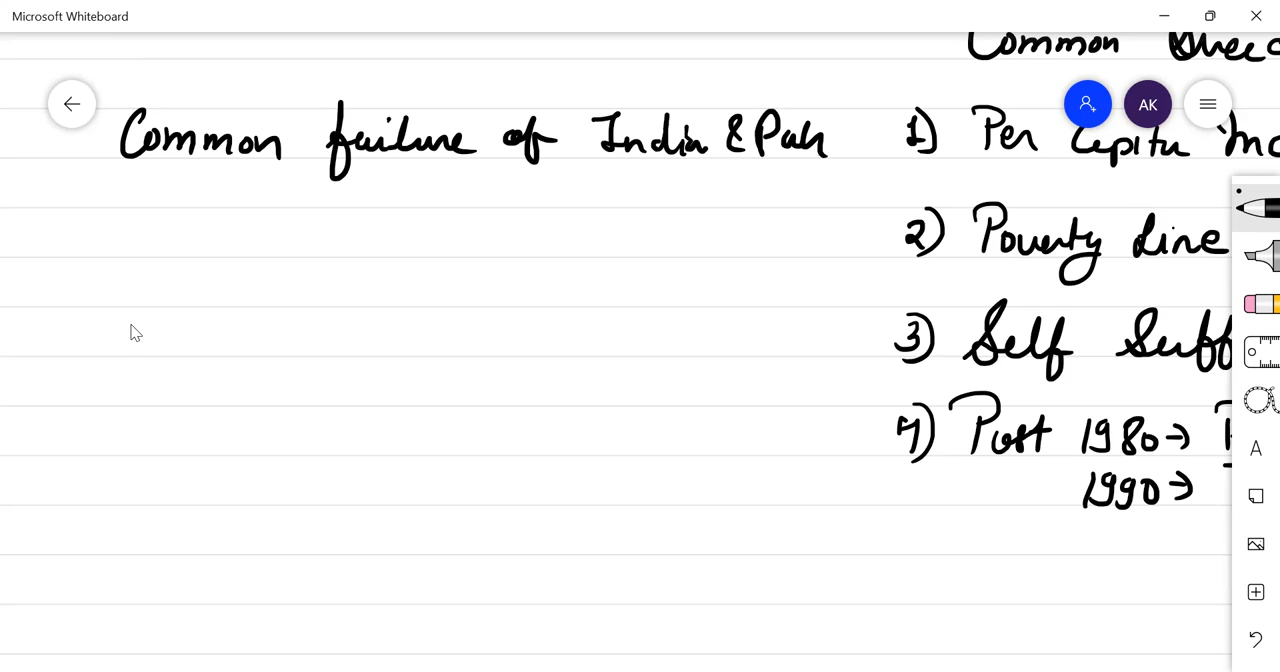 Microsoft Whiteboard
Common
AK
Common failure of India & Pak
1) Per Capita
2) Poverty Line
3) Self
4) Post 1980 →
1990 →
A